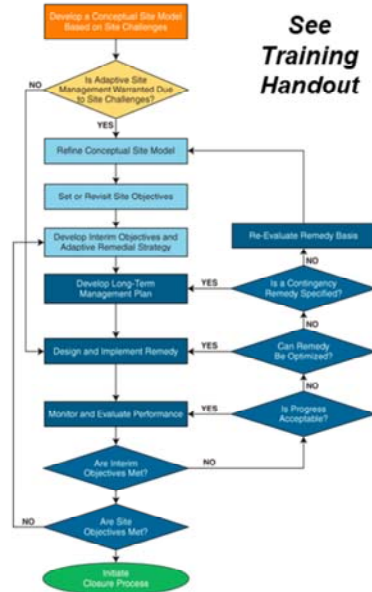 Develop a Conceptual Site Model
Based on Site Challenges
See
Training
Handout
NO
Is Adaptive Site
Management Warranted Due
to Site Challenges?
YES
Refine Conceptual Site Model
Set or Revisit Site Objectives
Develop Interim Objectives and
Adaptive Remedial Strategy
Re-Evaluate Remedy Basis
NO
Develop Long-Term
Management Plan
YES
Is a Contingency
Remedy Specified?
NO
Design and Implement Remedy
YES
Can Remedy
Be Optimized?
NO
Monitor and Evaluate Performance
YES
Is Progress
Acceptable?
Are Interim
Objectives Met?
NO
NO
Are Site
Objectives Met?
Initiate
Closure Process